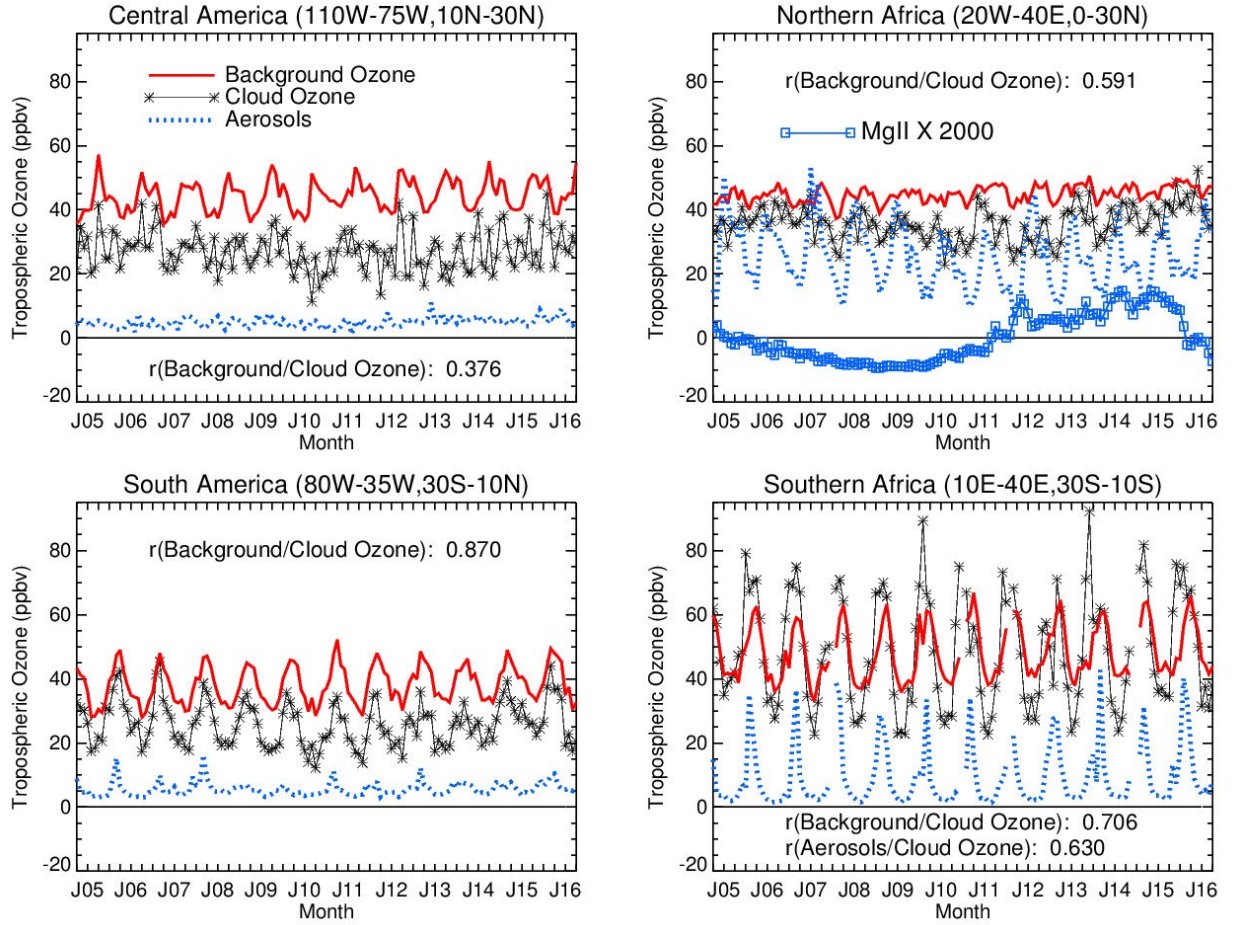 Central America (110W-75W,10N-30N)
Tropospheric Ozone (ppbv)
80
60
40
20
0
-20
Background Ozone
Cloud Ozone
Aerosols
r(Background/Cloud Ozone): 0.376
J05 J06 J07 J08 J09 J10 J11 J12 J13 J14 J15 J16
Month
Northern Africa (20W-40E,0-30N)
Tropospheric Ozone (ppbv)
80
60
40
20
0
-20
r(Background/Cloud Ozone): 0.591
MgII X 2000
J05 J06 J07 J08 J09 J10 J11 J12 J13 J14 J15 J16
Month
South America (80W-35W,30S-10N)
Tropospheric Ozone (ppbv)
80
60
40
20
0
-20
r(Background/Cloud Ozone): 0.870
J05 J06 J07 J08 J09 J10 J11 J12 J13 J14 J15 J16
Month
Southern Africa (10E-40E,30S-10S)
Tropospheric Ozone (ppbv)
80
60
40
20
0
-20
r(Background/Cloud Ozone): 0.706
r(Aerosols/Cloud Ozone): 0.630
J05 J06 J07 J08 J09 J10 J11 J12 J13 J14 J15 J16
Month